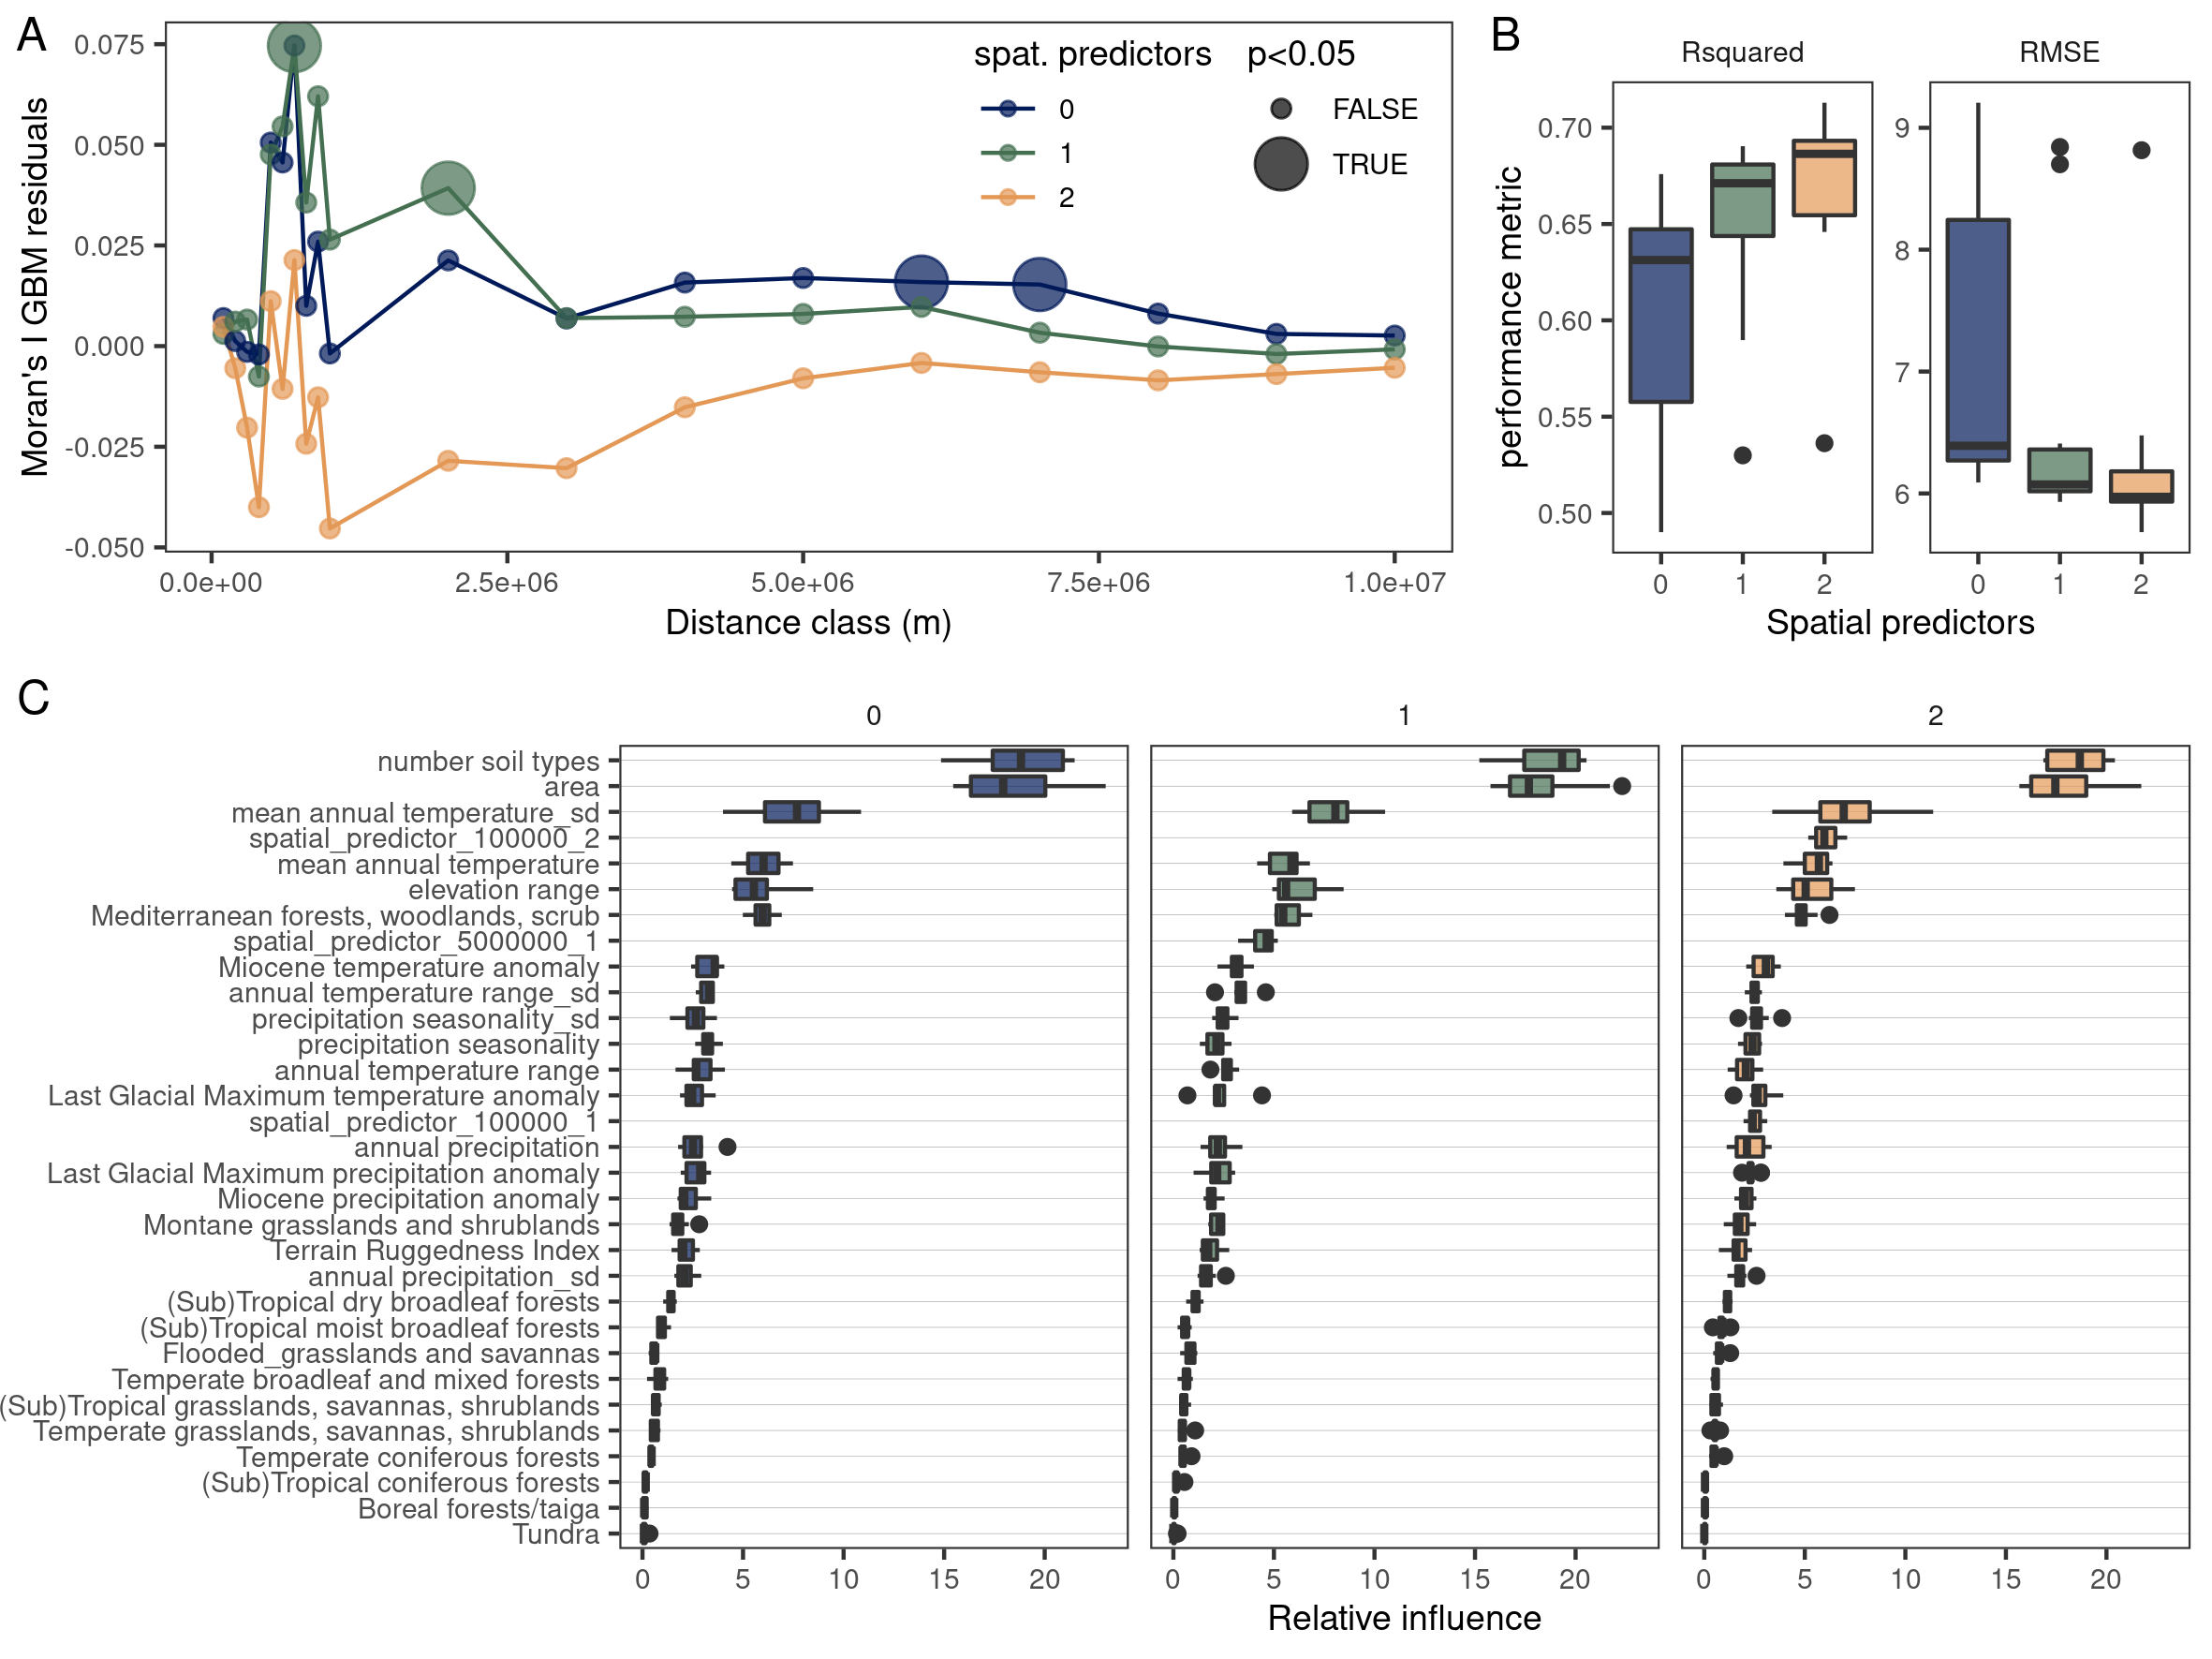 A
0.075
0.050
0.025
0.000
-0.025
-0.050
Moran's I GBM residuals
0.0e+00 2.5e+06 5.0e+06 7.5e+06 1.0e+07
Distance class (m)
spat. predictors
0
1
2
p<0.05
FALSE
TRUE
B
Rsquared RMSE
performance metric
0.70
0.65
0.60
0.55
0.50
9
8
7
6
0 1 2 0 1 2
Spatial predictors
C
0 1 2
number soil types
area
mean annual temperature_sd
spatial_predictor_100000_2
mean annual temperature
elevation range
Mediterranean forests, woodlands, scrub
spatial_predictor_5000000_1
Miocene temperature anomaly
annual temperature range_sd
precipitation seasonality_sd
precipitation seasonality
annual temperature range
Last Glacial Maximum temperature anomaly
spatial_predictor_100000_1
annual precipitation
Last Glacial Maximum precipitation anomaly
Miocene precipitation anomaly
Montane grasslands and shrublands
Terrain Ruggedness Index
annual precipitation_sd
(Sub)Tropical dry broadleaf forests
(Sub)Tropical moist broadleaf forests
Flooded_grasslands and savannas
Temperate broadleaf and mixed forests
(Sub)Tropical grasslands, savannas, shrublands
Temperate grasslands, savannas, shrublands
Temperate coniferous forests
(Sub)Tropical coniferous forests
Boreal forests/taiga
Tundra
0 5 10 15 20 0 5 10 15 20 0 5 10 15 20
Relative influence